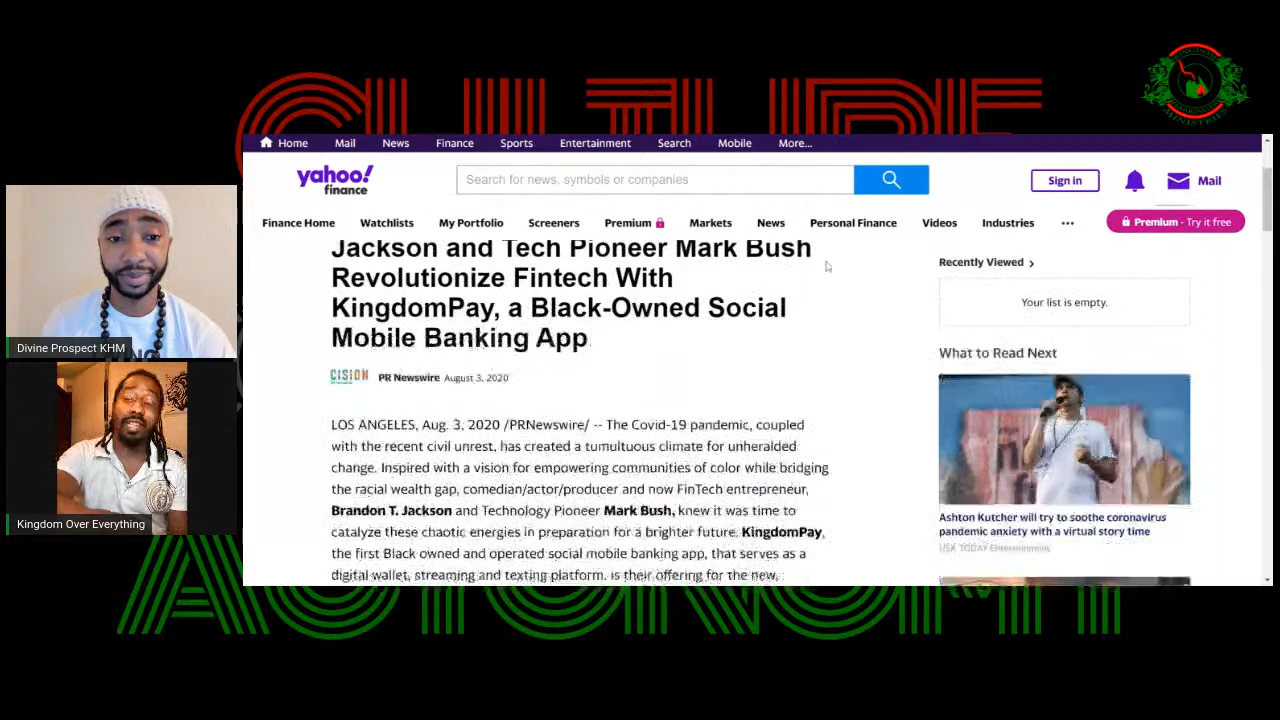 CULTURE
Home Mail News Finance Sports Entertainment Search Mobile More...
yahoo!
finance
Search for news, symbols or companies
Sign in
Mail
Finance Home Watchlists My Portfolio Screeners Premium Markets News Personal Finance Videos Industries ...
Premium - Try it free
Jackson and Tech Pioneer Mark Bush
Revolutionize Fintech With
KingdomPay, a Black-Owned Social
Mobile Banking App
CISION PR Newswire August 3, 2020
LOS ANGELES, Aug. 3, 2020 /PRNewswire/ -- The Covid-19 pandemic, coupled
with the recent civil unrest, has created a tumultuous climate for unheralded
change. Inspired with a vision for empowering communities of color while bridging
the racial wealth gap, comedian/actor/producer and now FinTech entrepreneur,
Brandon T. Jackson and Technology Pioneer Mark Bush, knew it was time to
catalyze these chaotic energies in preparation for a brighter future. KingdomPay,
the first Black owned and operated social mobile banking app, that serves as a
digital wallet, streaming and texting platform, is their offering for the new,
Recently Viewed >
Your list is empty.
What to Read Next
Ashton Kutcher will try to soothe coronavirus
pandemic anxiety with a virtual story time
USA TODAY Entertainment
Divine Prospect KHM
Kingdom Over Everything